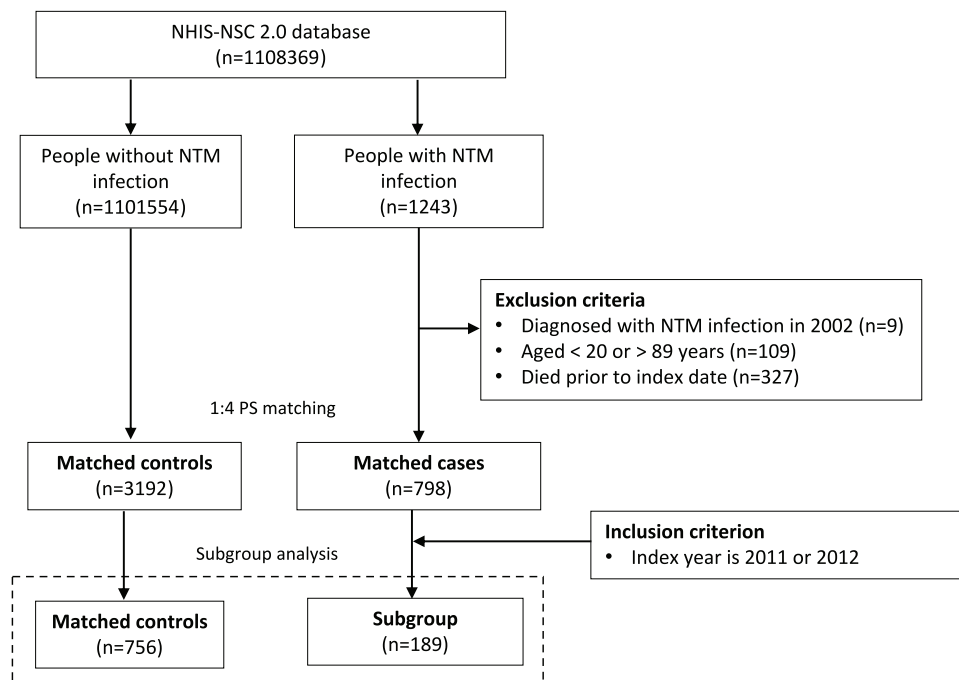 NHIS-NSC 2.0 database
(n=1108369)
People without NTM
infection
(n=1101554)
People with NTM
infection
(n=1243)
Exclusion criteria
• Diagnosed with NTM infection in 2002 (n=9)
• Aged < 20 or > 89 years (n=109)
• Died prior to index date (n=327)
1:4 PS matching
Matched controls
(n=3192)
Matched cases
(n=798)
Inclusion criterion
• Index year is 2011 or 2012
Subgroup analysis
Matched controls
(n=756)
Subgroup
(n=189)